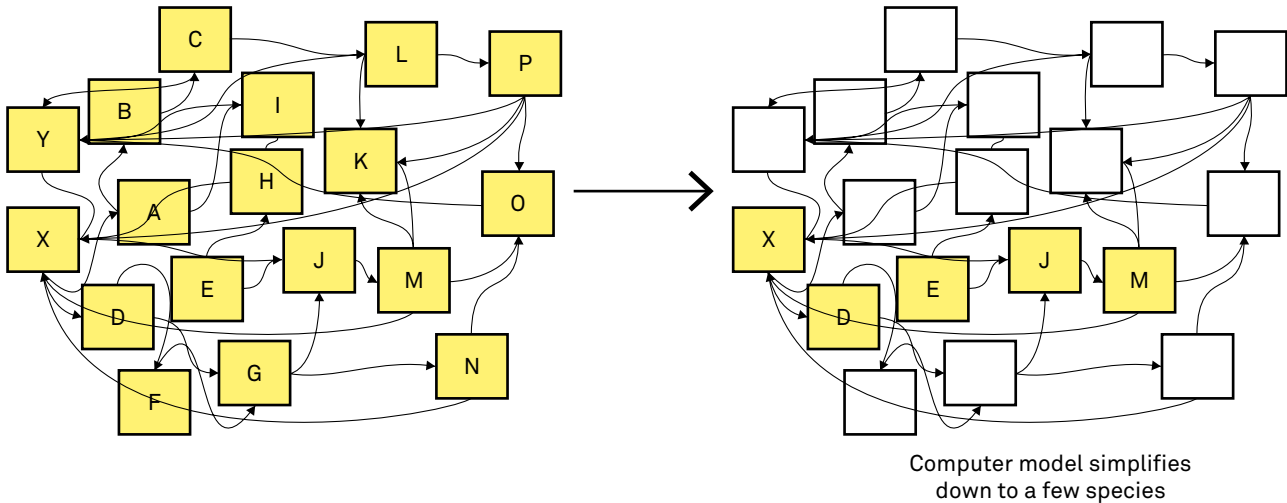 C
L
P
B
I
Y
K
H
A
O
X
J
E
M
D
G
N
F
X
J
E
M
D
Computer model simplifies
down to a few species